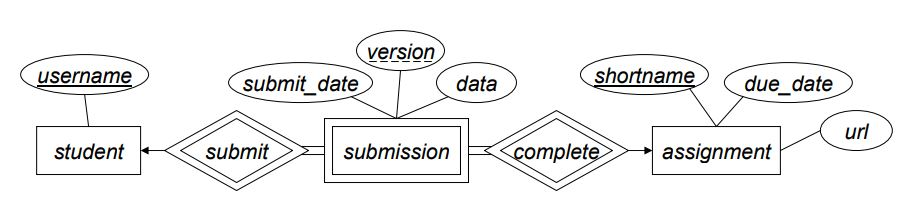 version
username
submit_date
data
shortname
due_date
url
student
submit
submission
complete
assignment